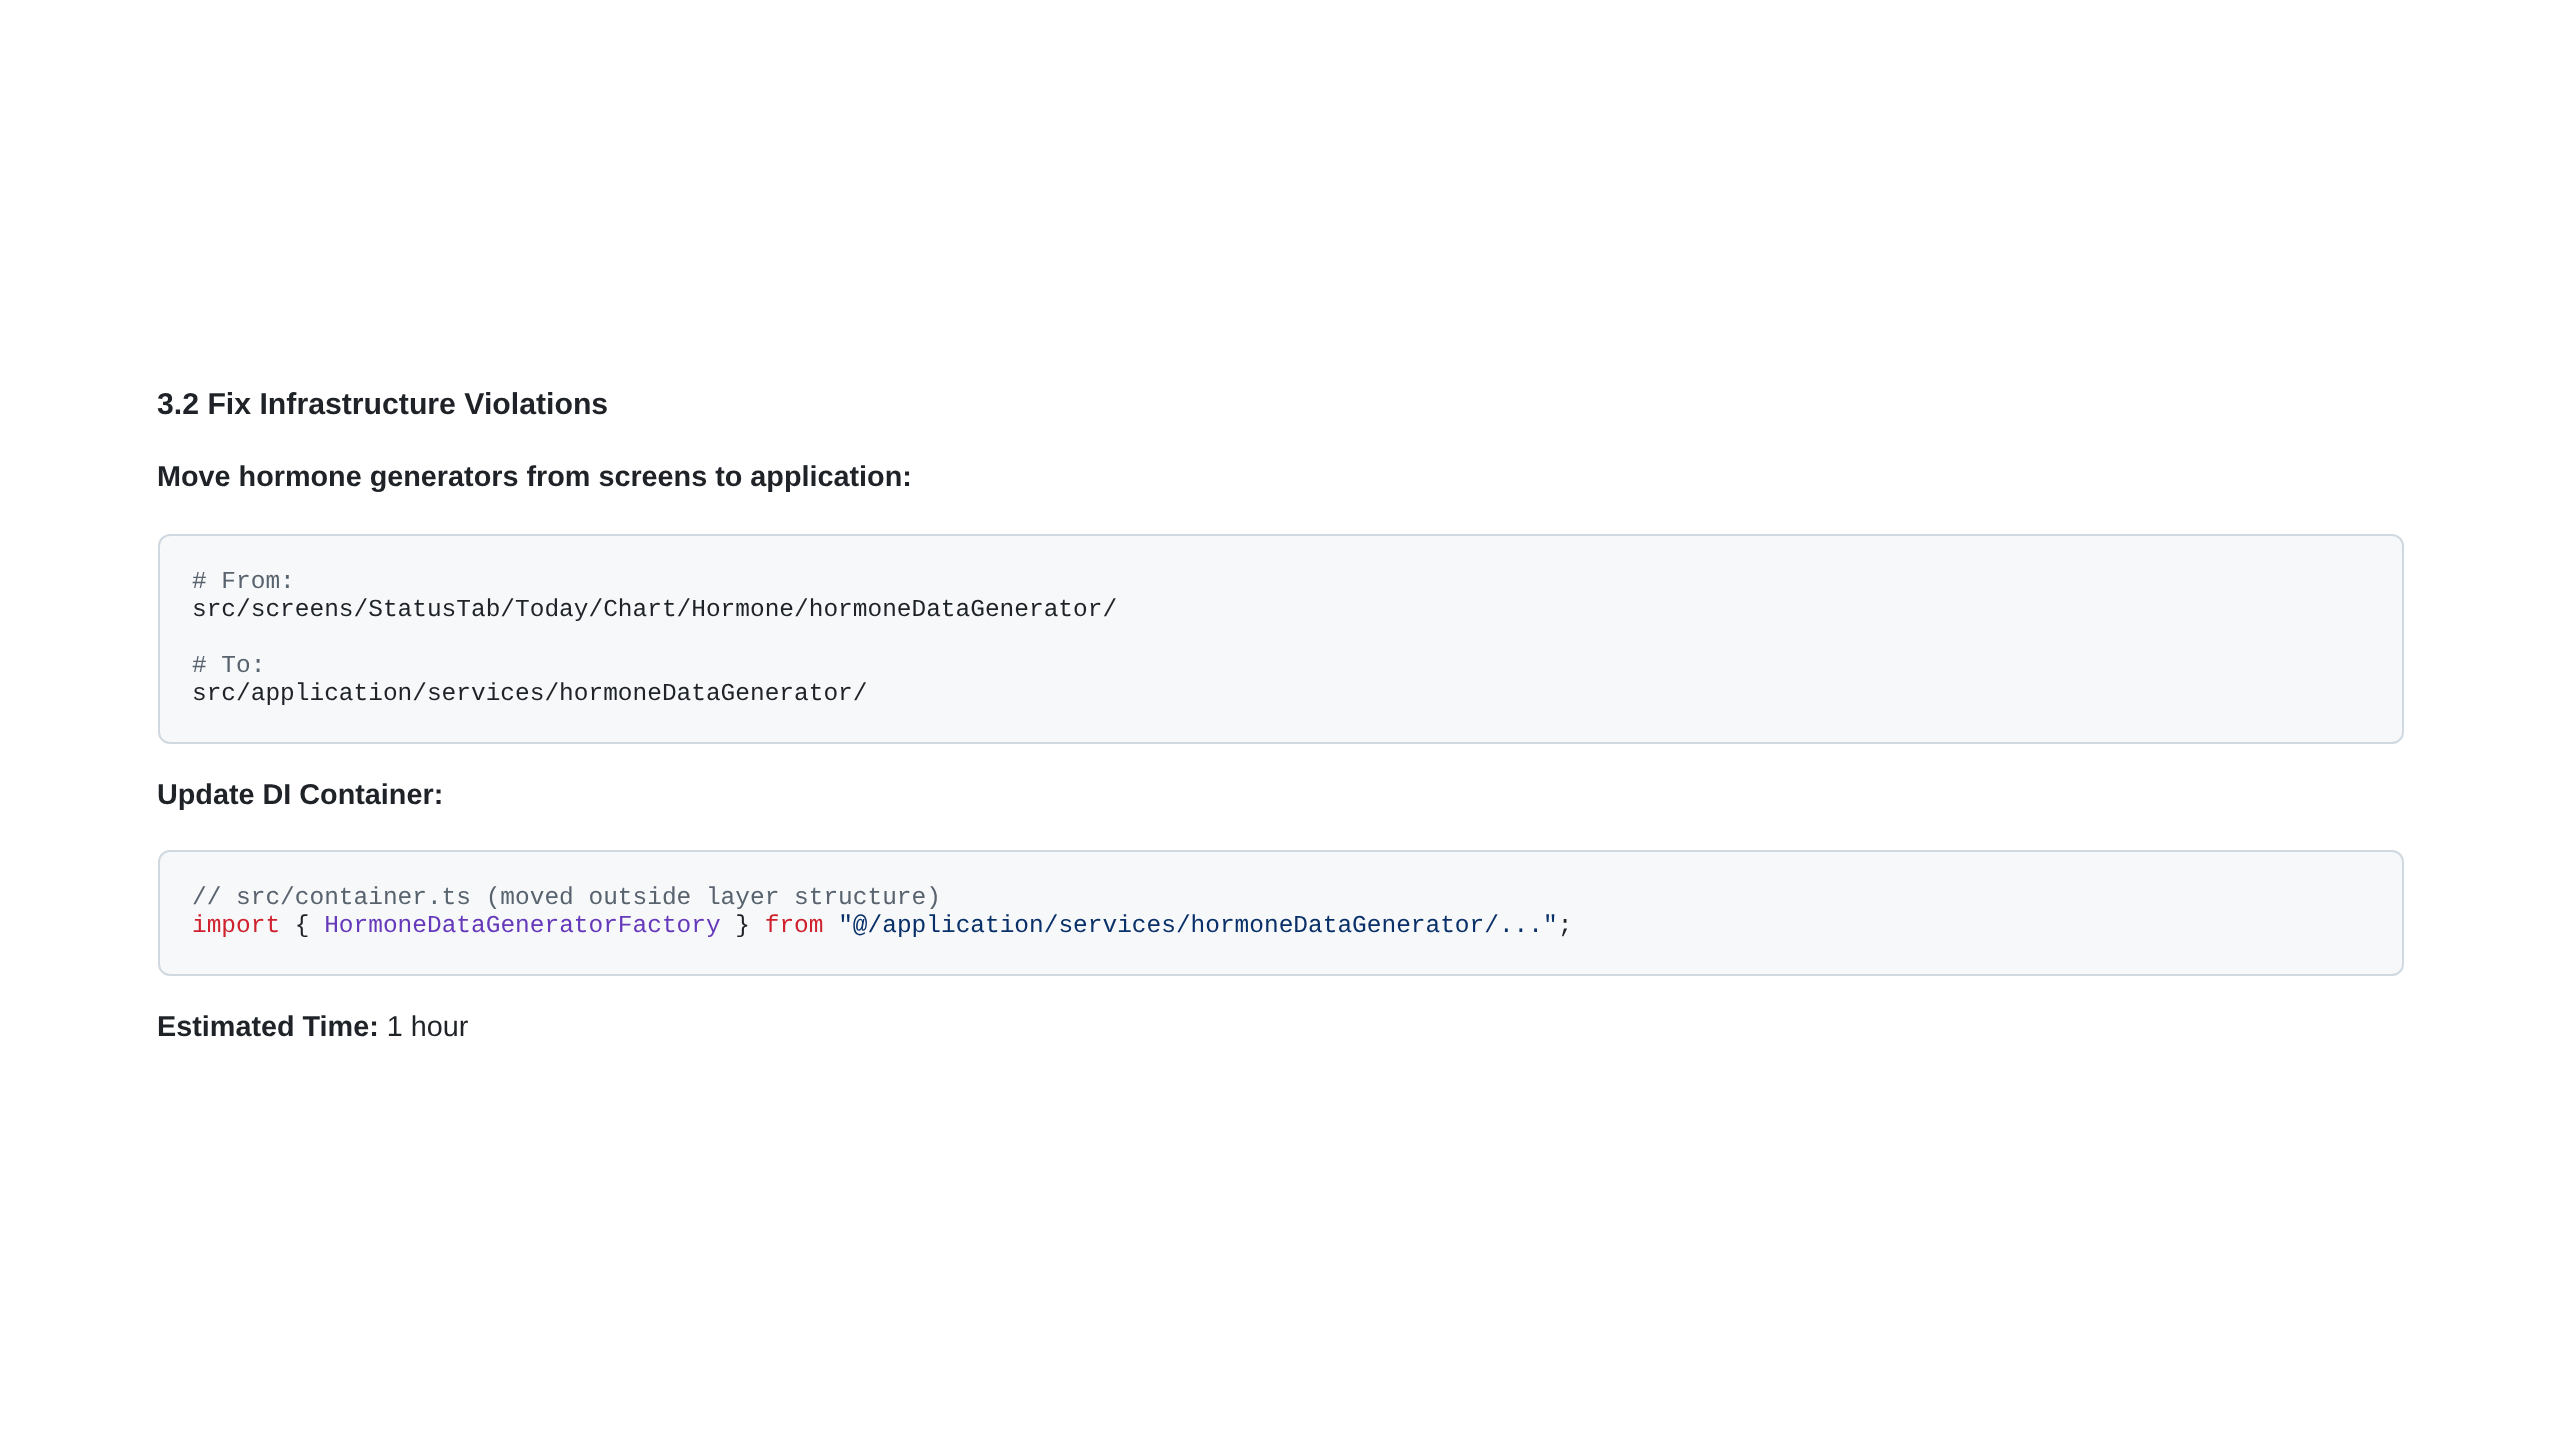 3.2 Fix Infrastructure Violations
Move hormone generators from screens to application:
# From:
src/screens/StatusTab/Today/Chart/Hormone/hormoneDataGenerator/
# To:
src/application/services/hormoneDataGenerator/
Update DI Container:
// src/container.ts (moved outside layer structure)
import { HormoneDataGeneratorFactory } from "@/application/services/hormoneDataGenerator/...";
Estimated Time: 1 hour